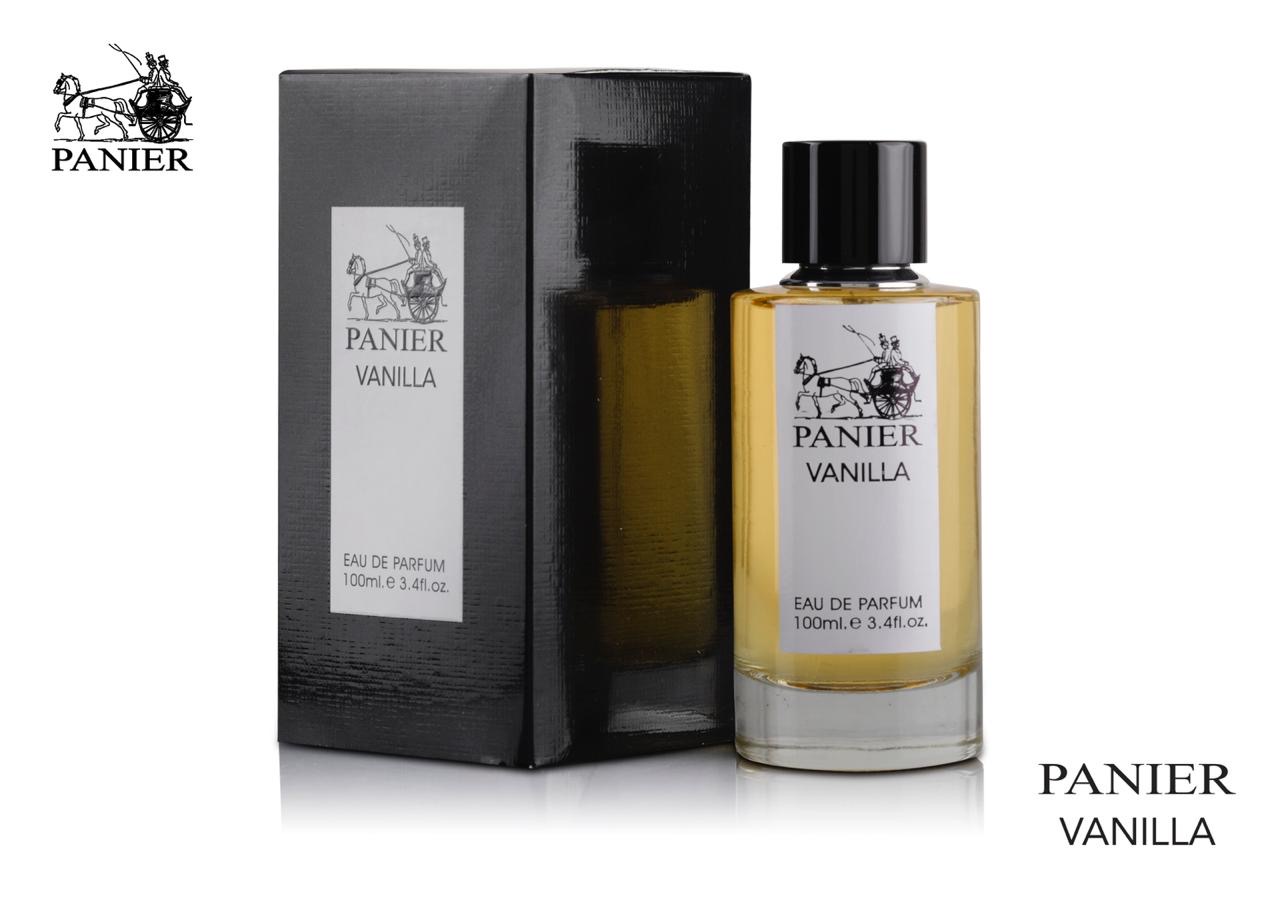 PANIER
PANIER
VANILLA
EAU DE PARFUM
100ml.e 3.4fl.oz.
PANIER
VANILLA
EAU DE PARFUM
100ml.e 3.4fl.oz.
PANIER
VANILLA